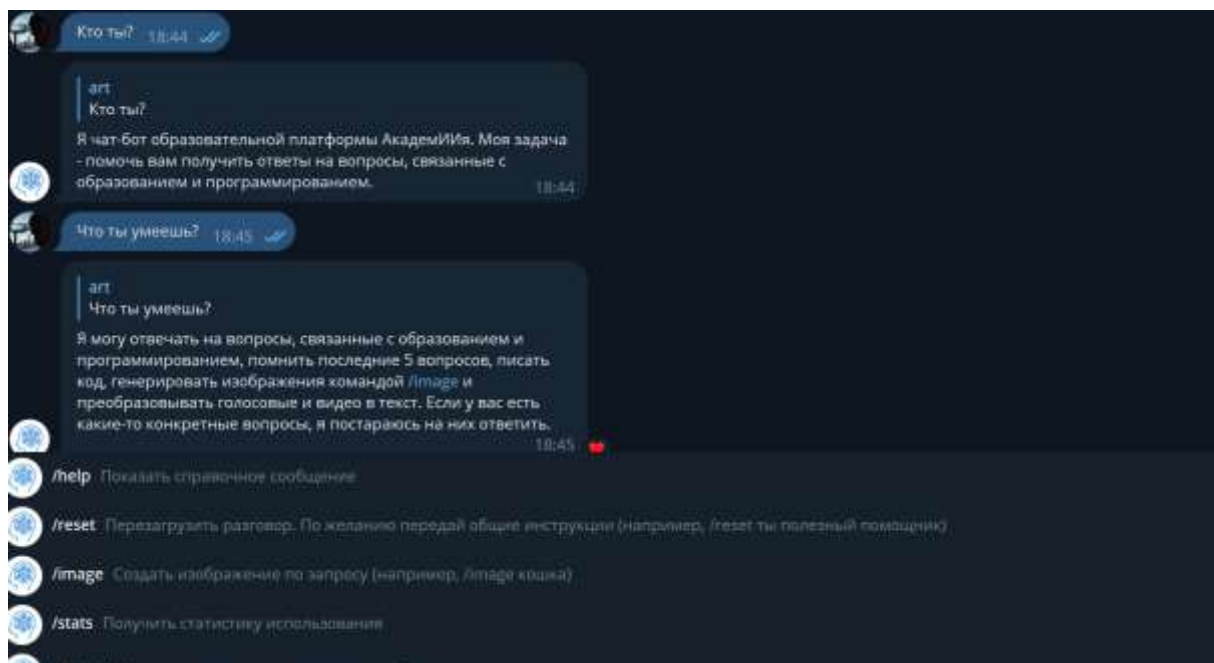 Кто ты? 18:44
art
Кто ты?
Я чат-бот образовательной платформы АкадемИИя. Моя задача
- помочь вам получить ответы на вопросы, связанные с
образованием и программированием.
18:44
Что ты умеешь? 18:45
art
Что ты умеешь?
Я могу отвечать на вопросы, связанные с образованием и
программированием, помнить последние 5 вопросов, писать
код, генерировать изображения командой /image и
преобразовывать голосовые и видео в текст. Если у вас есть
какие-то конкретные вопросы, я постараюсь на них ответить.
18:45
/help Показать справочное сообщение
/reset Перезагрузить разговор. По желанию передай общие инструкции (например, /reset ты полезный помощник)
/image Создать изображение по запросу (например, /image кошка)
/stats Получить статистику использования